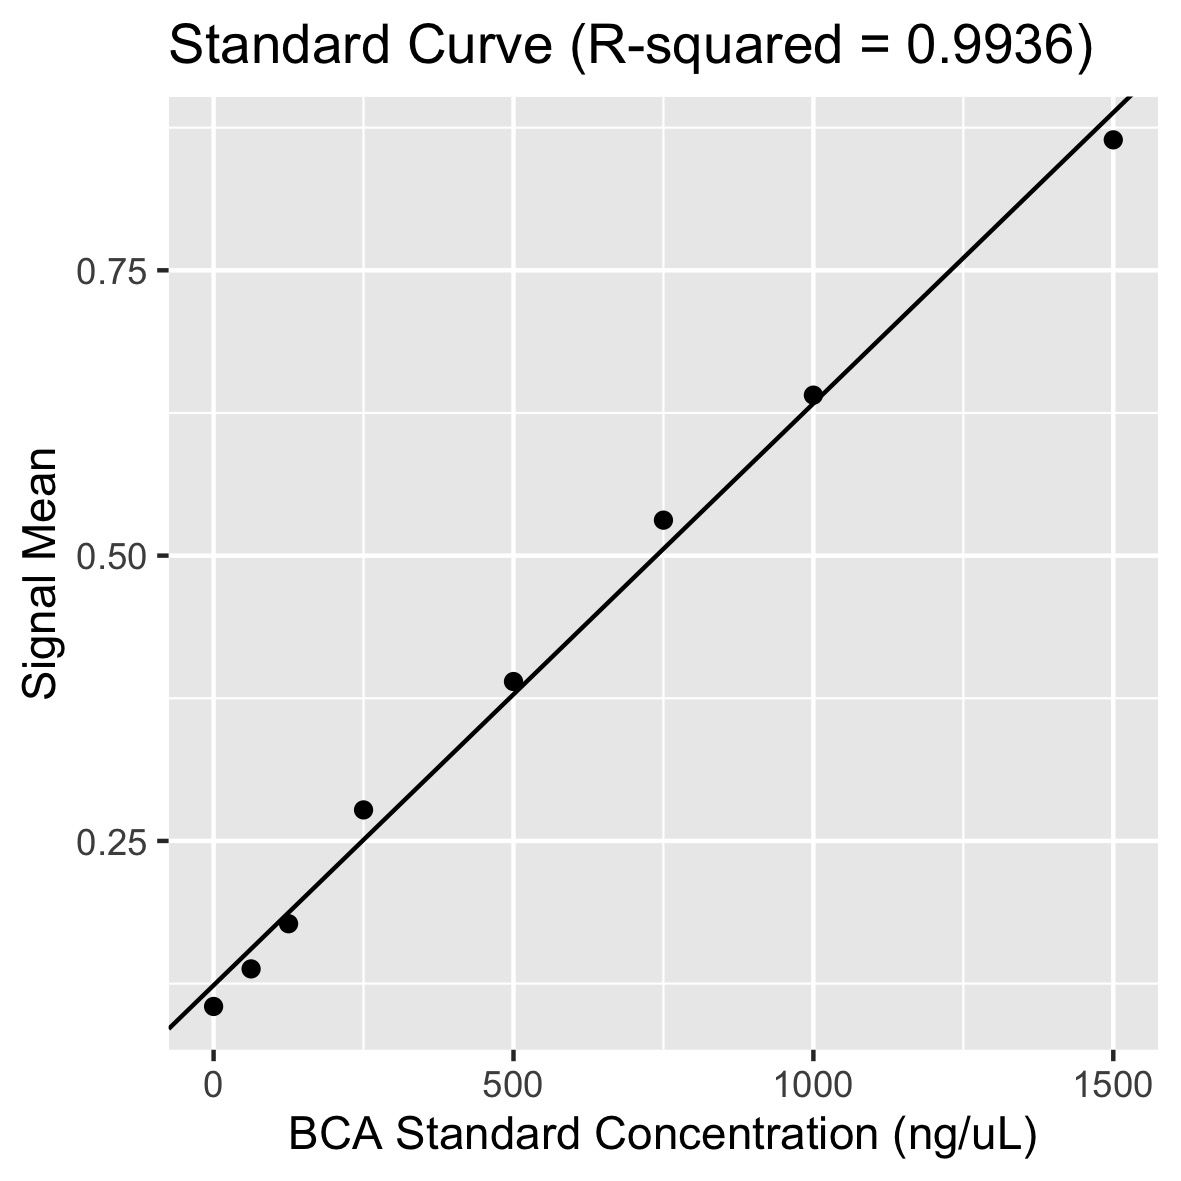 Standard Curve (R-squared = 0.9936)
Signal Mean
0.75
0.50
0.25
0 500 1000 1500
BCA Standard Concentration (ng/uL)